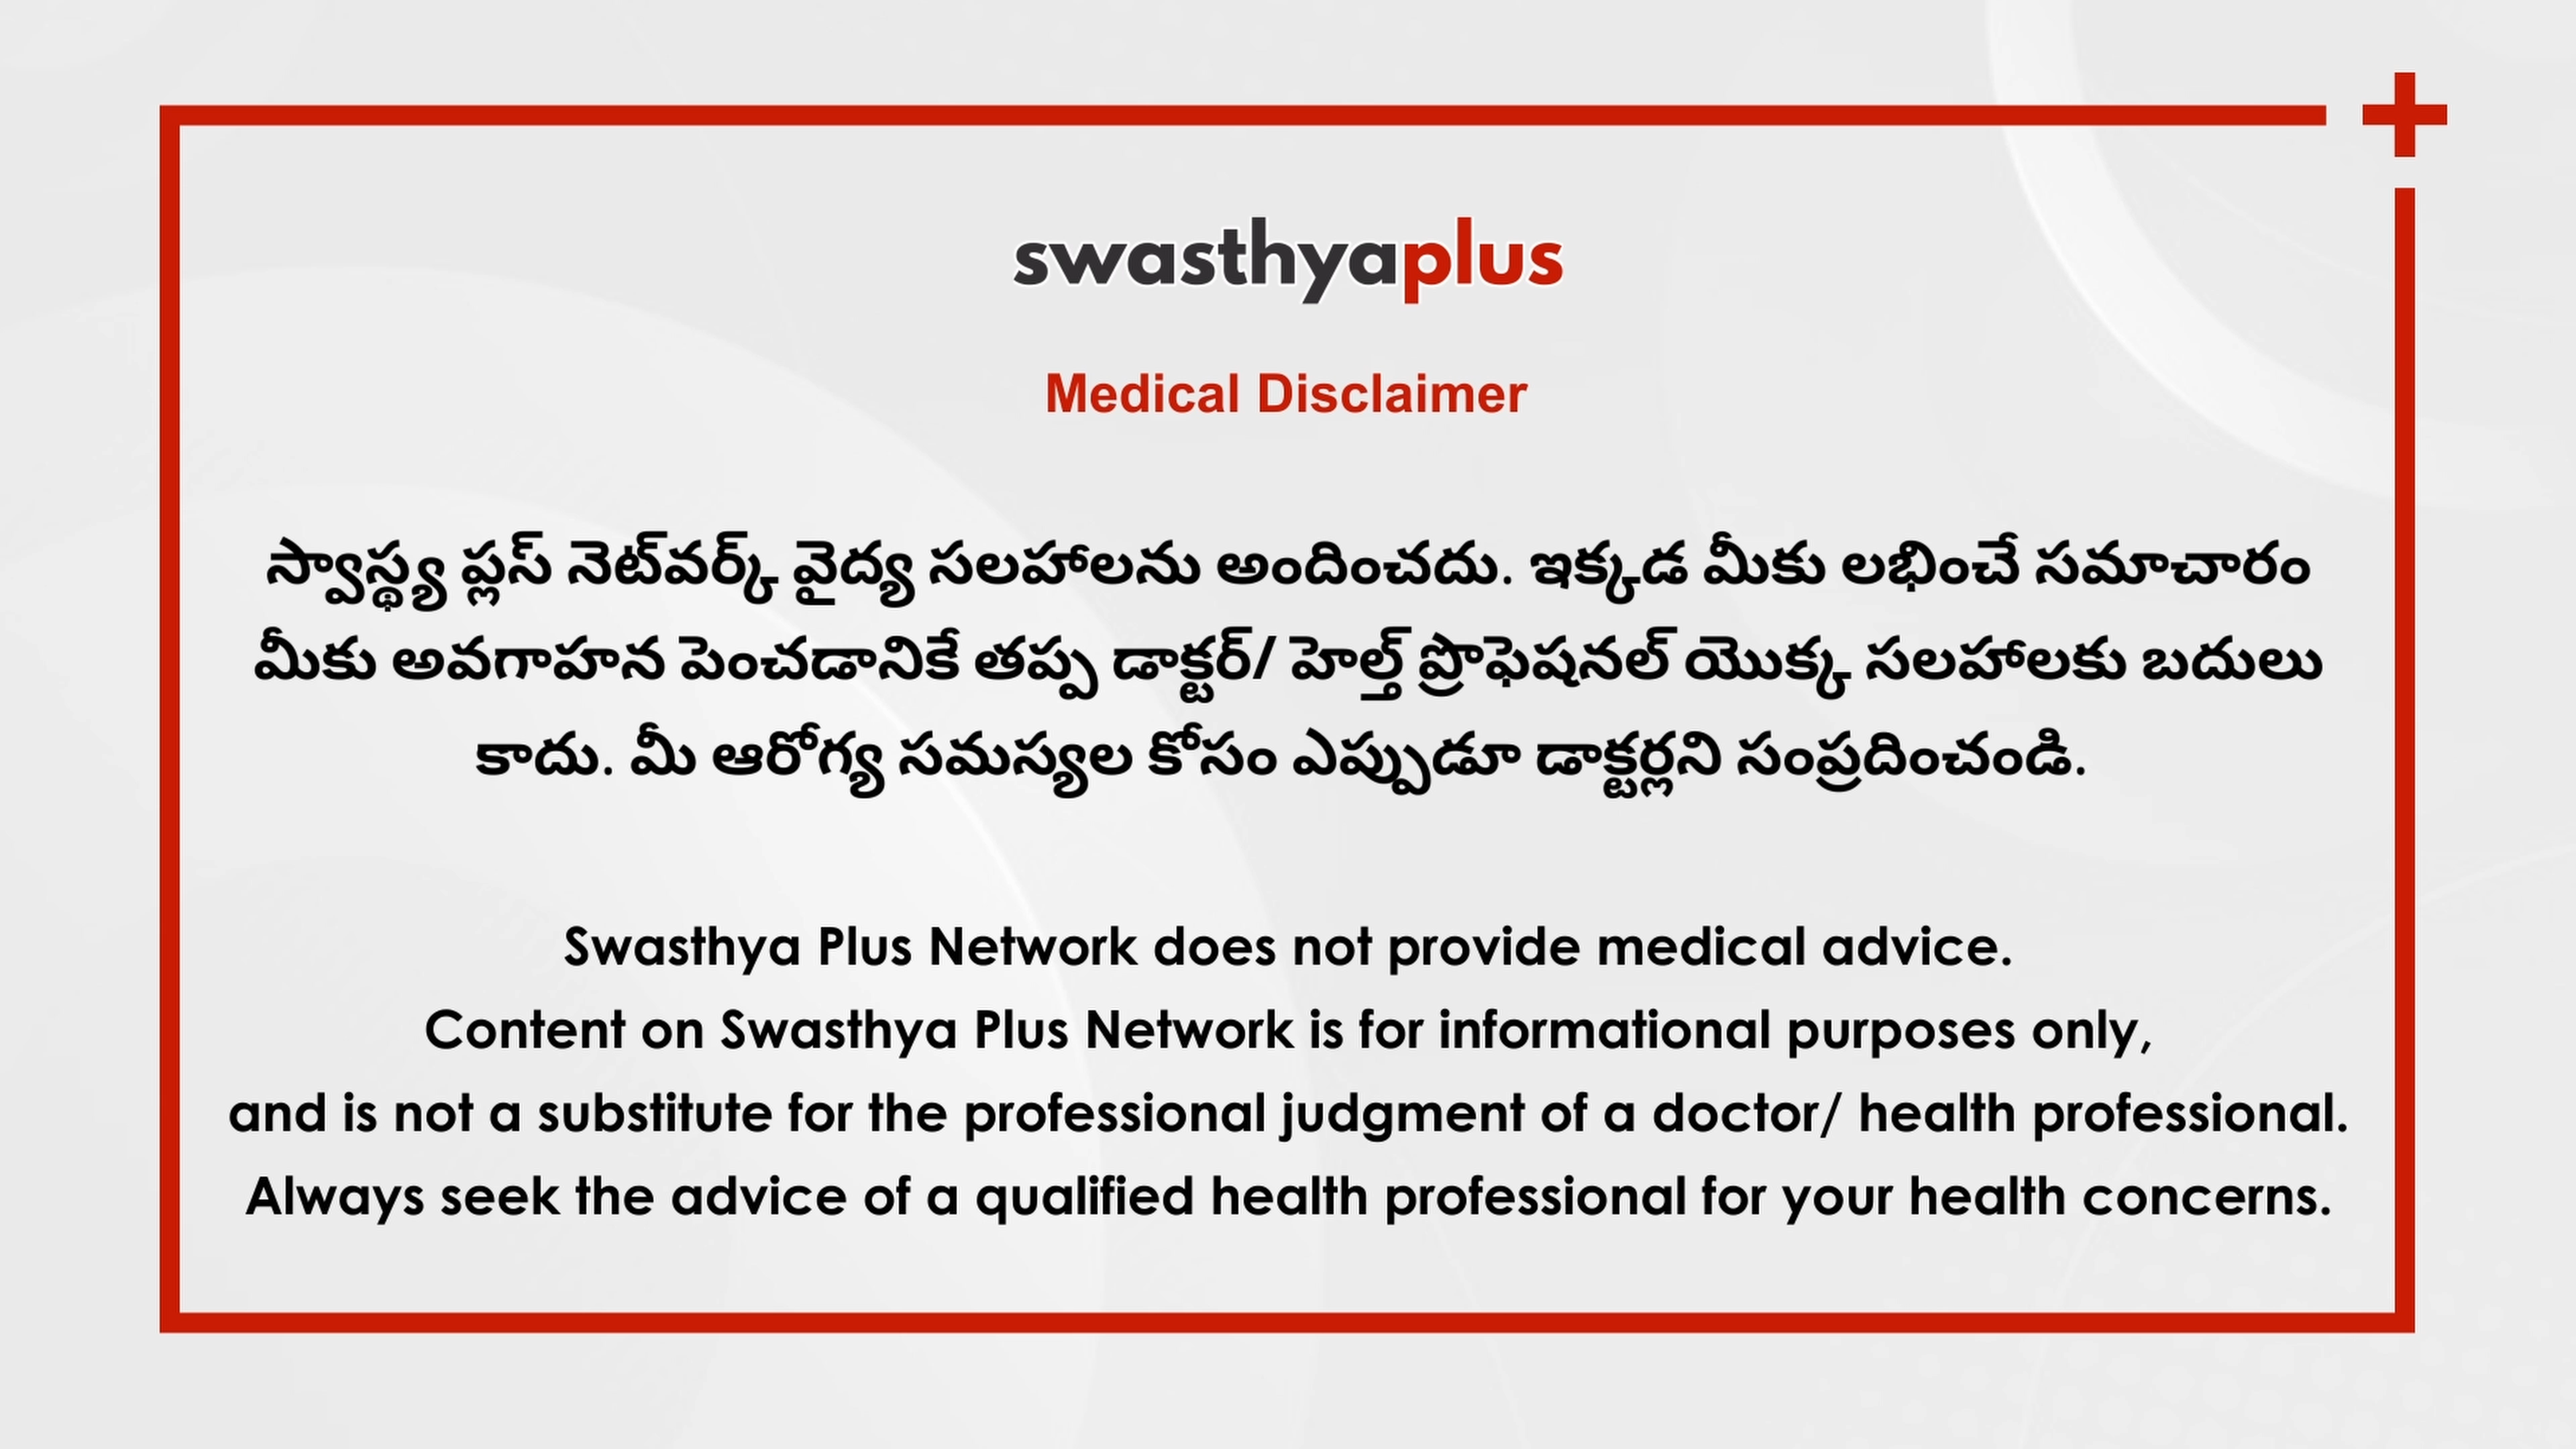 swasthyaplus
Medical Disclaimer
స్వాస్థ్య ప్లస్ నెట్‌వర్క్ వైద్య సలహాలను అందించదు. ఇక్కడ మీకు లభించే సమాచారం
మీకు అవగాహన పెంచడానికే తప్ప డాక్టర్/ హెల్త్ ప్రొఫెషనల్ యొక్క సలహాలకు బదులు
కాదు. మీ ఆరోగ్య సమస్యల కోసం ఎప్పుడూ డాక్టర్లని సంప్రదించండి.
Swasthya Plus Network does not provide medical advice.
Content on Swasthya Plus Network is for informational purposes only,
and is not a substitute for the professional judgment of a doctor/ health professional.
Always seek the advice of a qualified health professional for your health concerns.